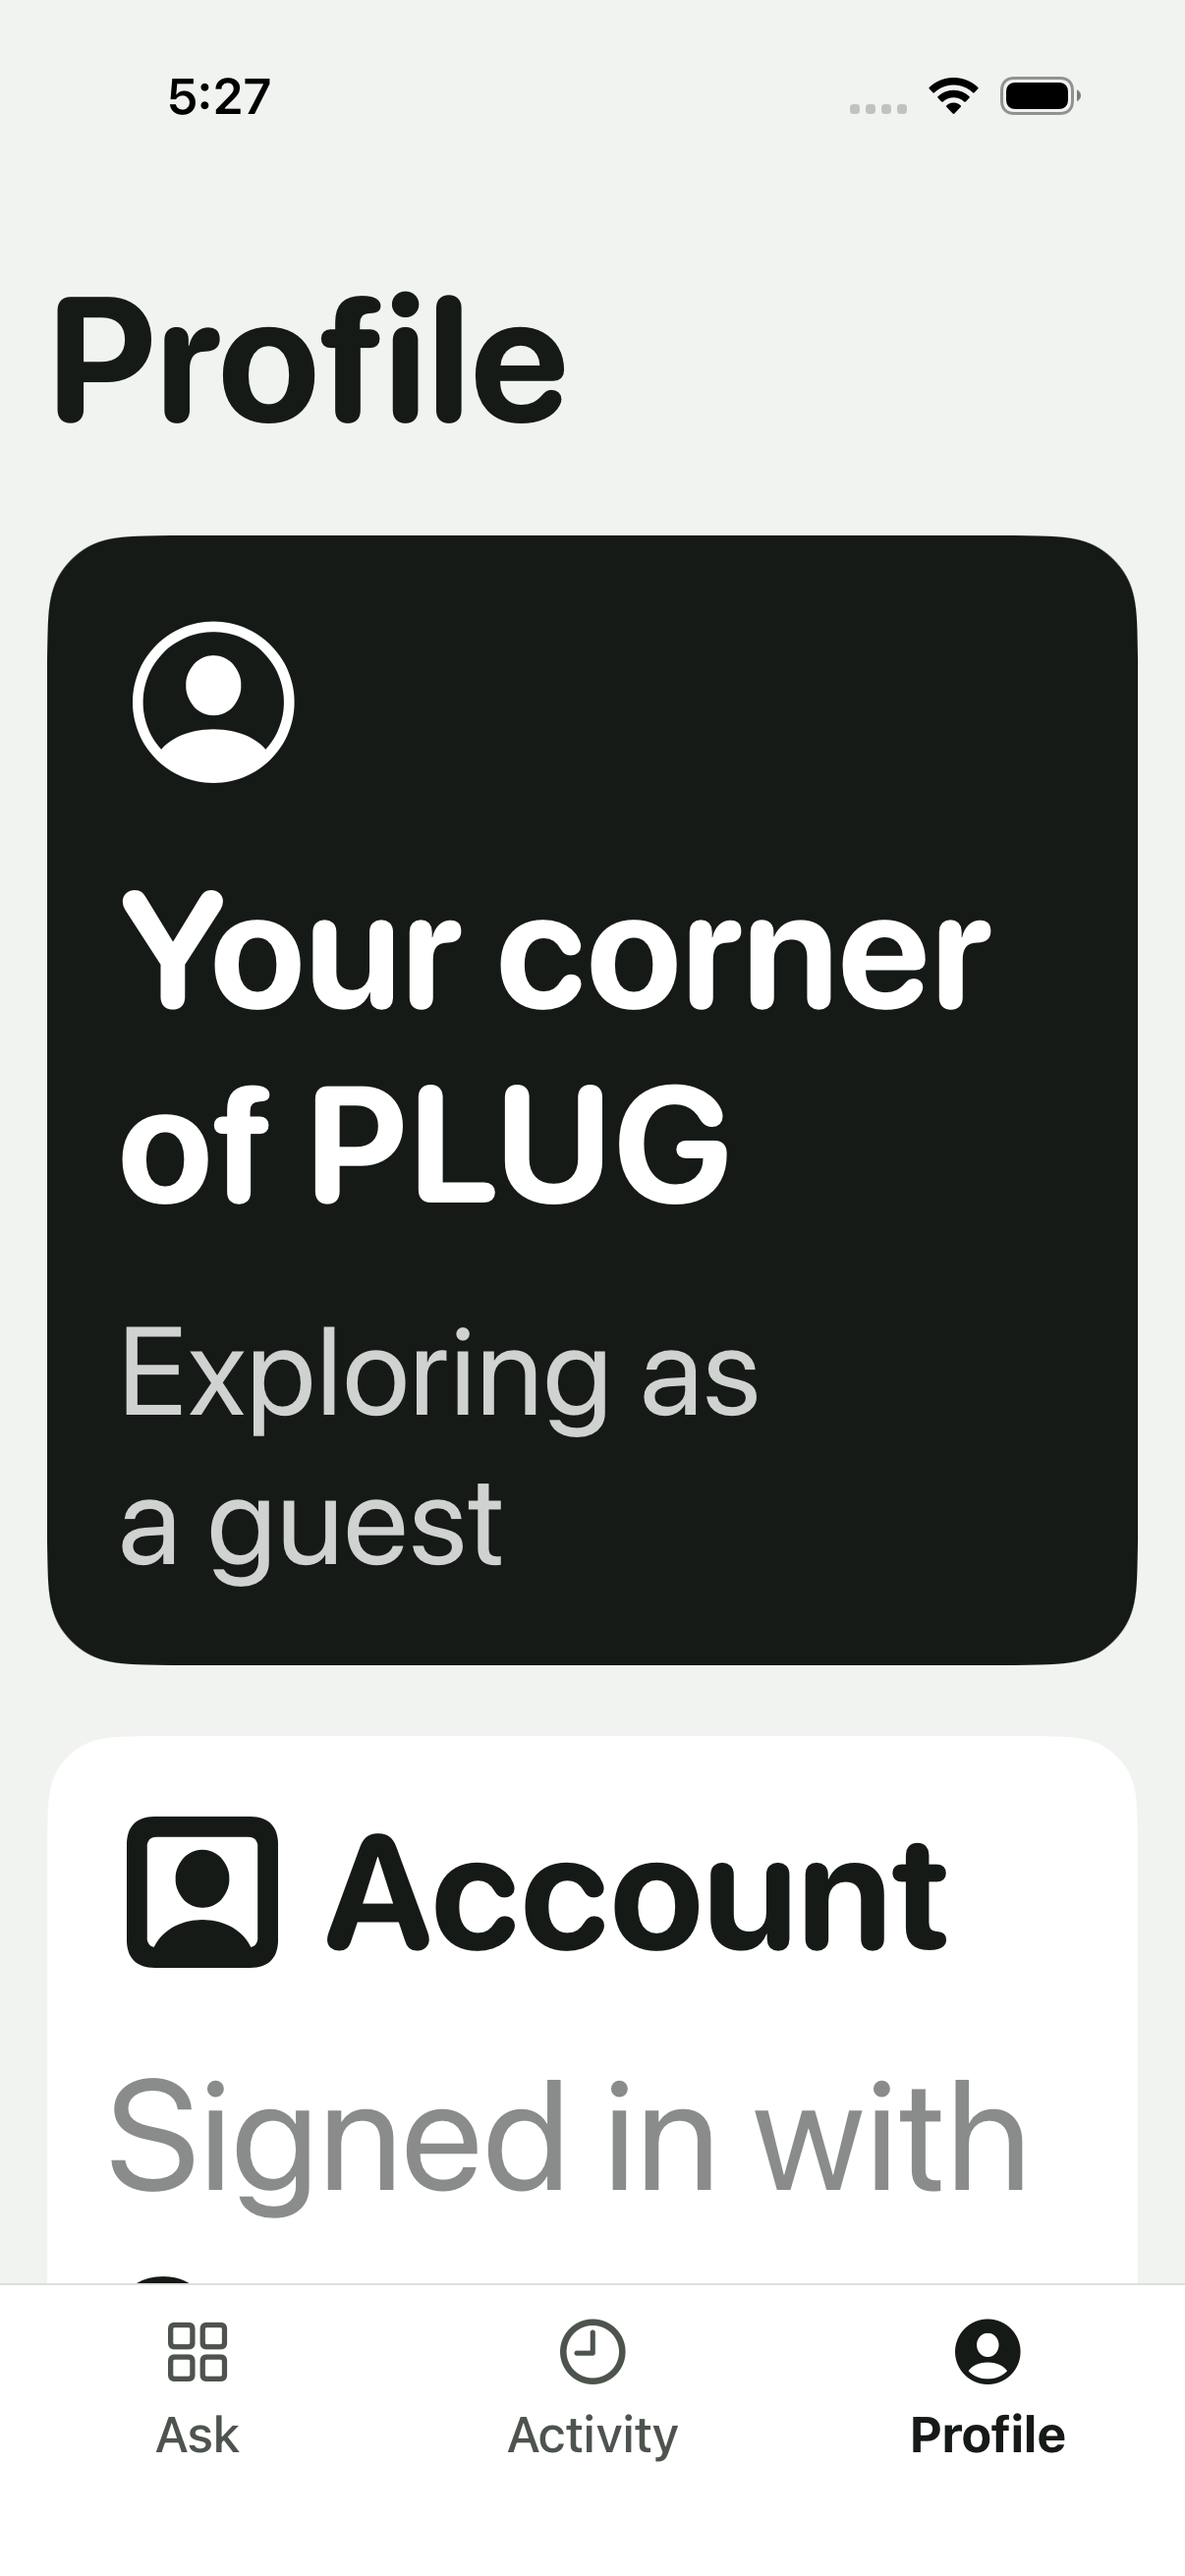 5:27
Profile
Your corner
of PLUG
Exploring as
a guest
Account
Signed in with
Ask
Activity
Profile